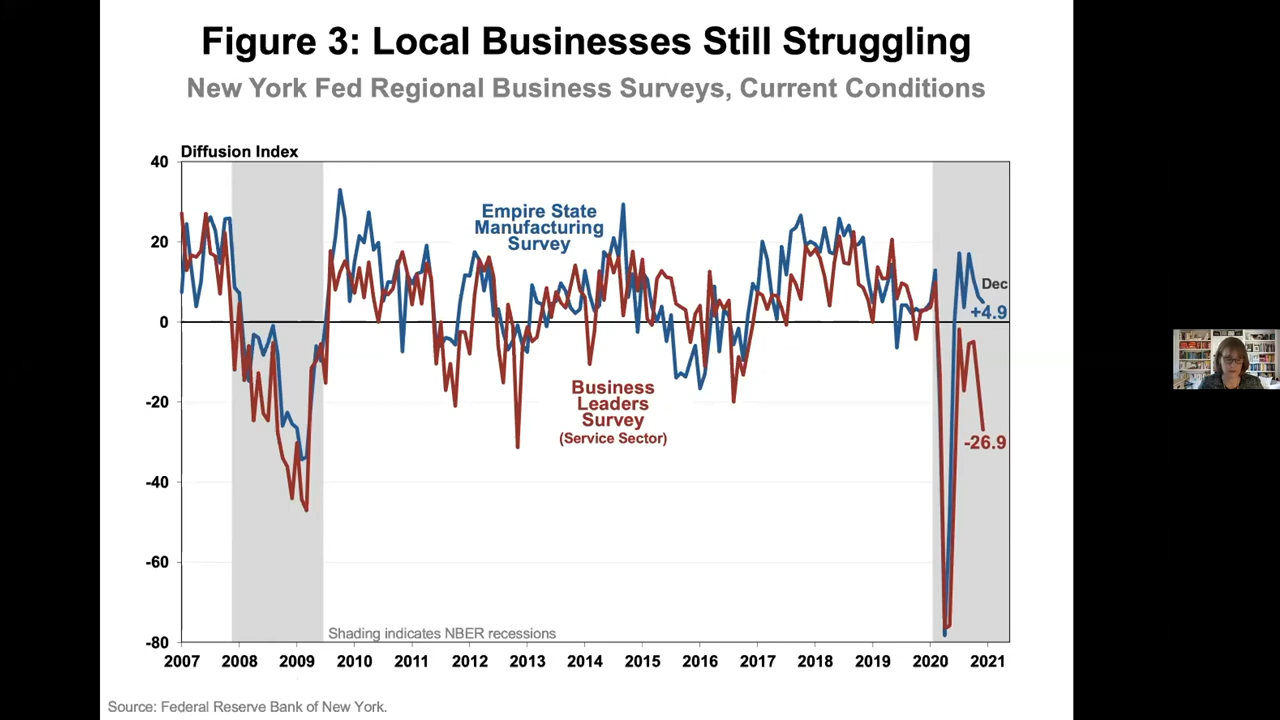 Figure 3: Local Businesses Still Struggling
New York Fed Regional Business Surveys, Current Conditions
Diffusion Index
40
20
0
-20
-40
-60
-80
Empire State
Manufacturing
Survey
Business
Leaders
Survey
(Service Sector)
Dec
+4.9
-26.9
Shading indicates NBER recessions
2007 2008 2009 2010 2011 2012 2013 2014 2015 2016 2017 2018 2019 2020 2021
Source: Federal Reserve Bank of New York.